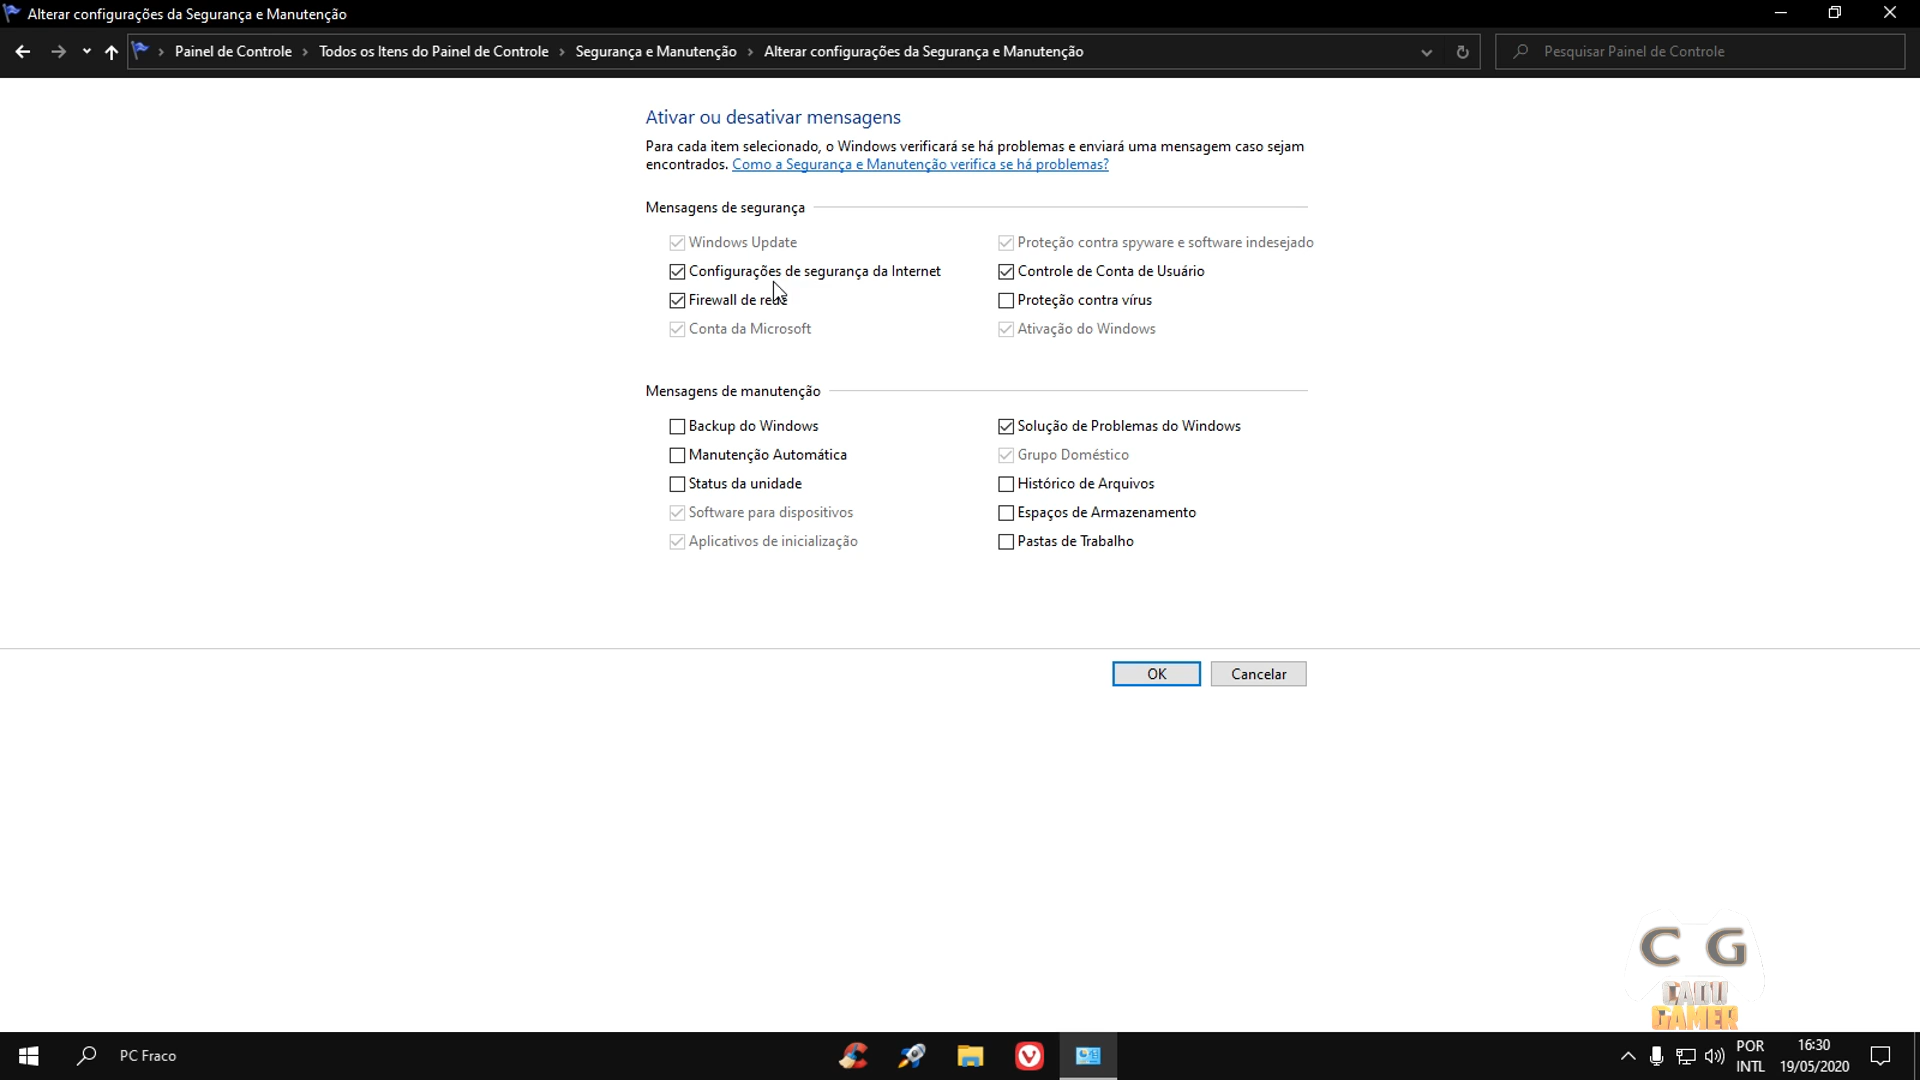 Alterar configurações da Segurança e Manutenção
Painel de Controle > Todos os Itens do Painel de Controle > Segurança e Manutenção > Alterar configurações da Segurança e Manutenção
Pesquisar Painel de Controle
Ativar ou desativar mensagens
Para cada item selecionado, o Windows verificará se há problemas e enviará uma mensagem caso sejam
encontrados. Como a Segurança e Manutenção verifica se há problemas?
Mensagens de segurança
Windows Update
Proteção contra spyware e software indesejado
Configurações de segurança da Internet
Controle de Conta de Usuário
Firewall de rede
Proteção contra vírus
Conta da Microsoft
Ativação do Windows
Mensagens de manutenção
Backup do Windows
Solução de Problemas do Windows
Manutenção Automática
Grupo Doméstico
Status da unidade
Histórico de Arquivos
Software para dispositivos
Espaços de Armazenamento
Aplicativos de inicialização
Pastas de Trabalho
OK
Cancelar
C G
CADU
GAMER
PC Fraco
POR
INTL
16:30
19/05/2020